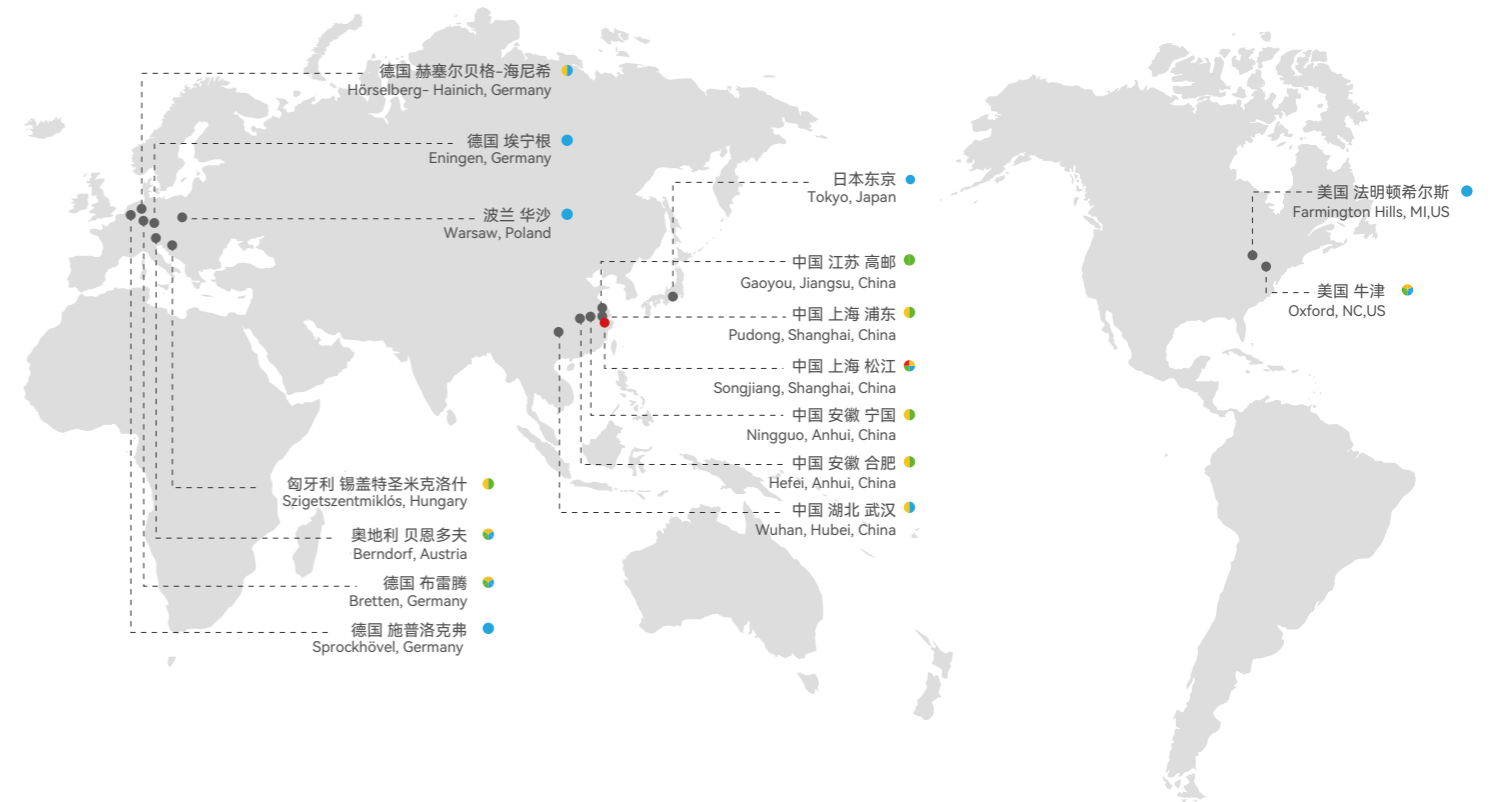 德国 赫塞尔贝格-海尼希
Hörselberg- Hainich, Germany
德国 埃宁根
Eningen, Germany
波兰 华沙
Warsaw, Poland
日本东京
Tokyo, Japan
中国 江苏 高邮
Gaoyou, Jiangsu, China
中国 上海 浦东
Pudong, Shanghai, China
中国 上海 松江
Songjiang, Shanghai, China
中国 安徽 宁国
Ningguo, Anhui, China
中国 安徽 合肥
Hefei, Anhui, China
中国 湖北 武汉
Wuhan, Hubei, China
美国 法明顿希尔斯
Farmington Hills, MI,US
美国 牛津
Oxford, NC,US
匈牙利 锡盖特圣米克洛什
Szigetszentmiklós, Hungary
奥地利 贝恩多夫
Berndorf, Austria
德国 布雷腾
Bretten, Germany
德国 施普洛克弗
Sprockhövel, Germany